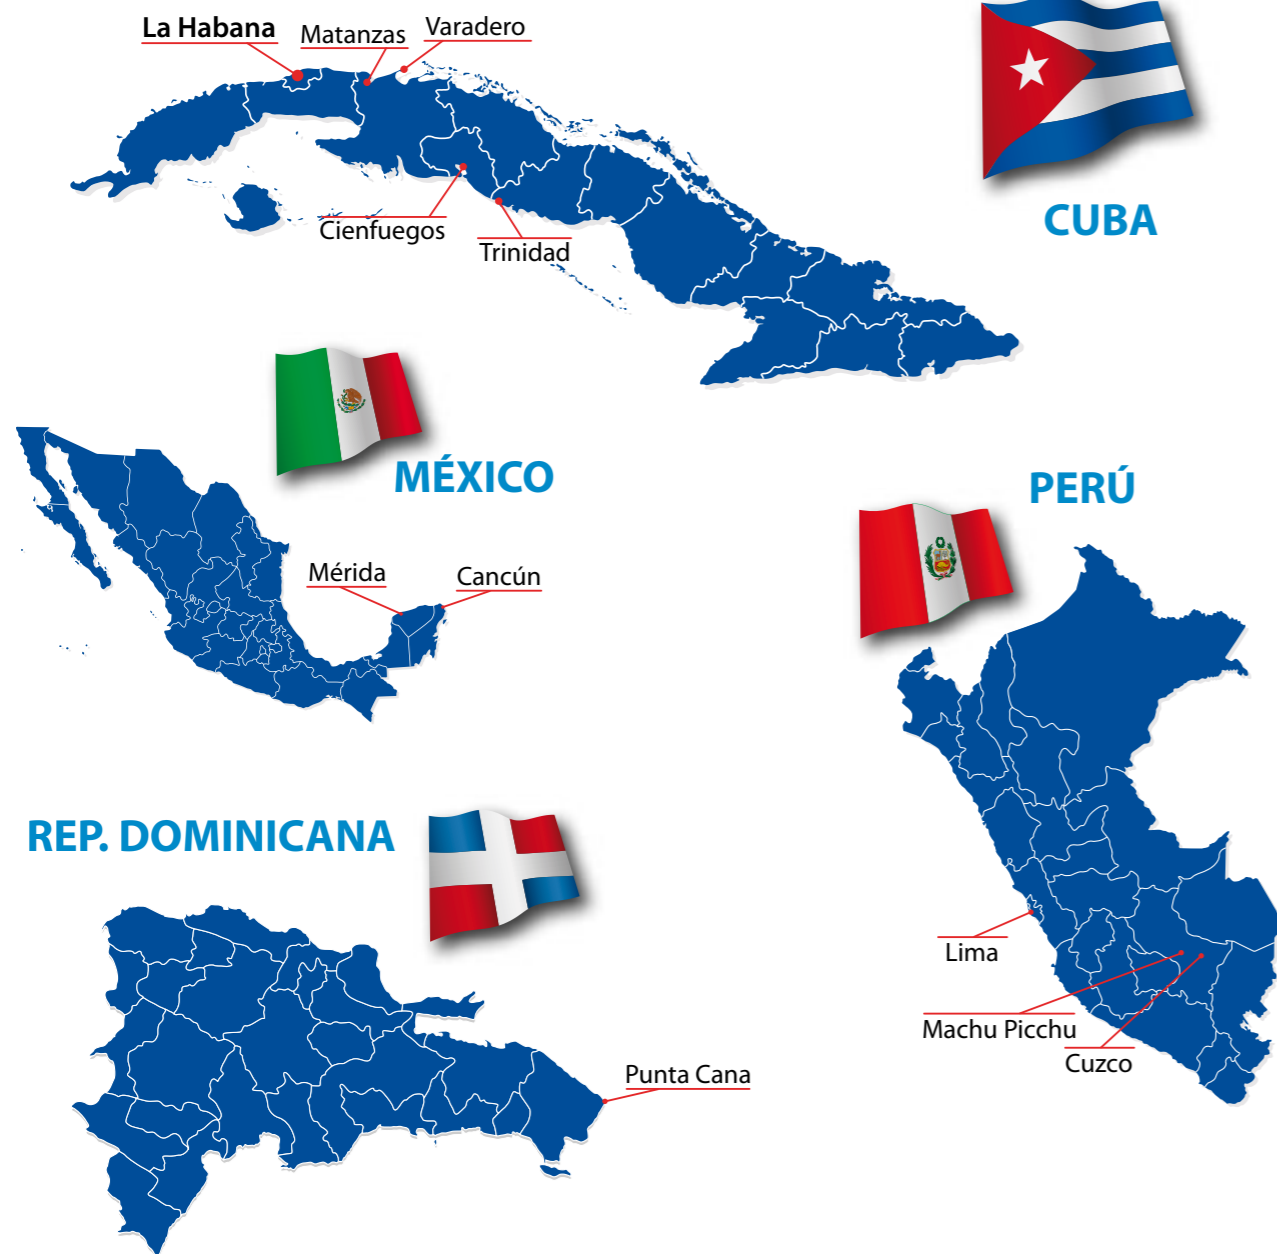 La Habana
Matanzas
Varadero
Cienfuegos
Trinidad
CUBA
MÉXICO
Mérida
Cancún
PERÚ
Lima
Machu Picchu
Cuzco
REP. DOMINICANA
Punta Cana